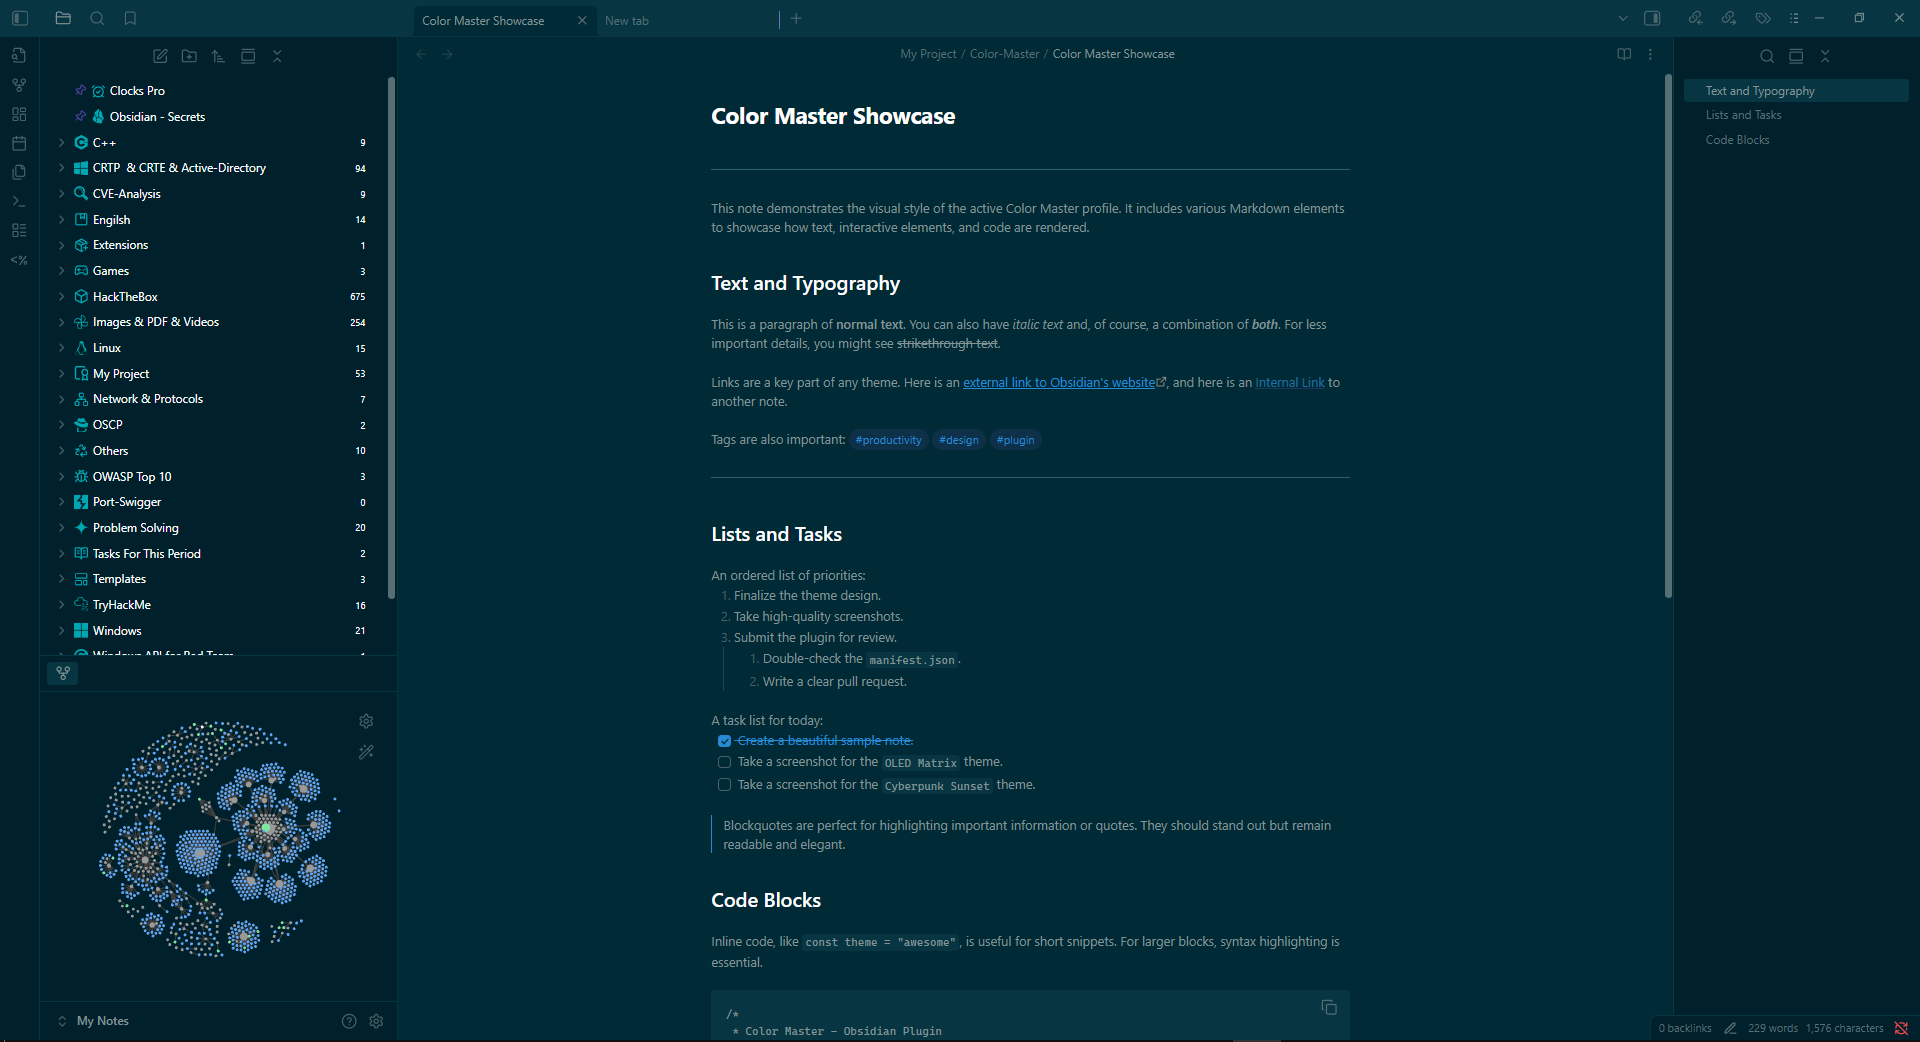 Color Master Showcase
New tab
My Project / Color-Master / Color Master Showcase
Clocks Pro
Obsidian - Secrets
C++ 9
CRTP & CRTE & Active-Directory 94
CVE-Analysis 9
Engilsh 14
Extensions 1
Games 3
HackTheBox 675
Images & PDF & Videos 254
Linux 15
My Project 53
Network & Protocols 7
OSCP 2
Others 10
OWASP Top 10 3
Port-Swigger 0
Problem Solving 20
Tasks For This Period 2
Templates 3
TryHackMe 16
Windows 21
Windows API for Red Team 1
My Notes
<%
Color Master Showcase
This note demonstrates the visual style of the active Color Master profile. It includes various Markdown elements
to showcase how text, interactive elements, and code are rendered.
Text and Typography
This is a paragraph of normal text. You can also have italic text and, of course, a combination of both. For less
important details, you might see strikethrough text.
Links are a key part of any theme. Here is an external link to Obsidian's website, and here is an Internal Link to
another note.
Tags are also important: #productivity #design #plugin
Lists and Tasks
An ordered list of priorities:
1. Finalize the theme design.
2. Take high-quality screenshots.
3. Submit the plugin for review.
1. Double-check the manifest.json.
2. Write a clear pull request.
A task list for today:
Create a beautiful sample note.
Take a screenshot for the OLED Matrix theme.
Take a screenshot for the Cyberpunk Sunset theme.
Blockquotes are perfect for highlighting important information or quotes. They should stand out but remain
readable and elegant.
Code Blocks
Inline code, like const theme = "awesome", is useful for short snippets. For larger blocks, syntax highlighting is
essential.
/*
* Color Master - Obsidian Plugin
Text and Typography
Lists and Tasks
Code Blocks
0 backlinks 229 words 1,576 characters